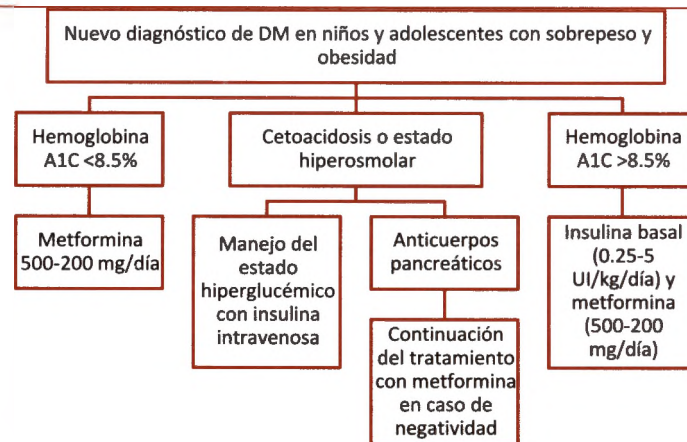 Nuevo diagnóstico de DM en niños y adolescentes con sobrepeso y
obesidad
Hemoglobina
A1C <8.5%
Cetoacidosis o estado
hiperosmolar
Hemoglobina
A1C >8.5%
Metformina
500-200 mg/día
Manejo del
estado
hiperglucémico
con insulina
intravenosa
Anticuerpos
pancreáticos
Insulina basal
(0.25-5
UI/kg/día) y
metformina
(500-200
mg/día)
Continuación
del tratamiento
con metformina
en caso de
negatividad